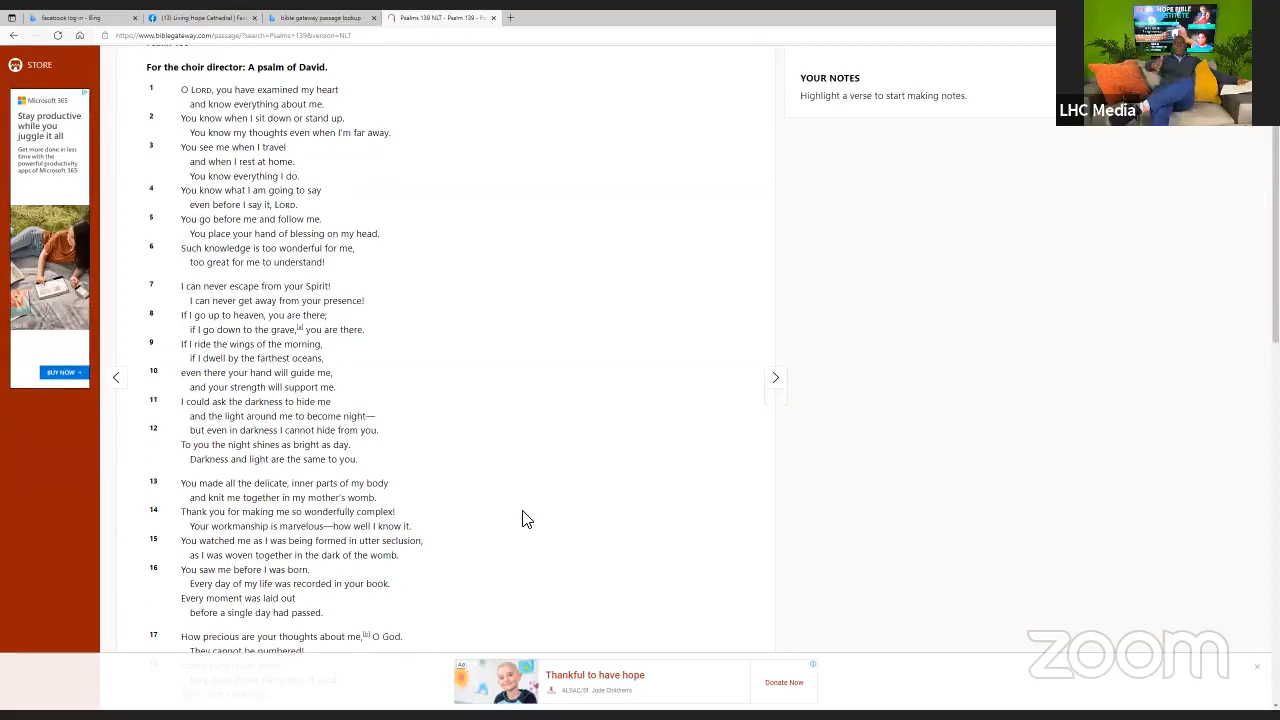 facebook log in - Bing
(3) Living Hope Cathedral | Fac
bible gateway passage lookup
Psalms 139 NLT - Psalm 139 - Fo
https://www.biblegateway.com/passage/?search=Psalms+139&version=NLT
HOPE BIBLE
INSTITUTE
LHC Media
STORE
Microsoft 365
Stay productive
while you
juggle it all
Get more done in less
time with the
powerful productivity
apps of Microsoft 365.
BUY NOW →
For the choir director: A psalm of David.
1 O LORD, you have examined my heart
and know everything about me.
2 You know when I sit down or stand up.
You know my thoughts even when I'm far away.
3 You see me when I travel
and when I rest at home.
You know everything I do.
4 You know what I am going to say
even before I say it, LORD.
5 You go before me and follow me.
You place your hand of blessing on my head.
6 Such knowledge is too wonderful for me,
too great for me to understand!
7 I can never escape from your Spirit!
I can never get away from your presence!
8 If I go up to heaven, you are there;
if I go down to the grave,[a] you are there.
9 If I ride the wings of the morning,
if I dwell by the farthest oceans,
10 even there your hand will guide me,
and your strength will support me.
11 I could ask the darkness to hide me
and the light around me to become night—
12 but even in darkness I cannot hide from you.
To you the night shines as bright as day.
Darkness and light are the same to you.
13 You made all the delicate, inner parts of my body
and knit me together in my mother's womb.
14 Thank you for making me so wonderfully complex!
Your workmanship is marvelous—how well I know it.
15 You watched me as I was being formed in utter seclusion,
as I was woven together in the dark of the womb.
16 You saw me before I was born.
Every day of my life was recorded in your book.
Every moment was laid out
before a single day had passed.
17 How precious are your thoughts about me,[b] O God.
They cannot be numbered!
YOUR NOTES
Highlight a verse to start making notes.
Ad
Thankful to have hope
ALSAC/St. Jude Children's
Donate Now
zoom